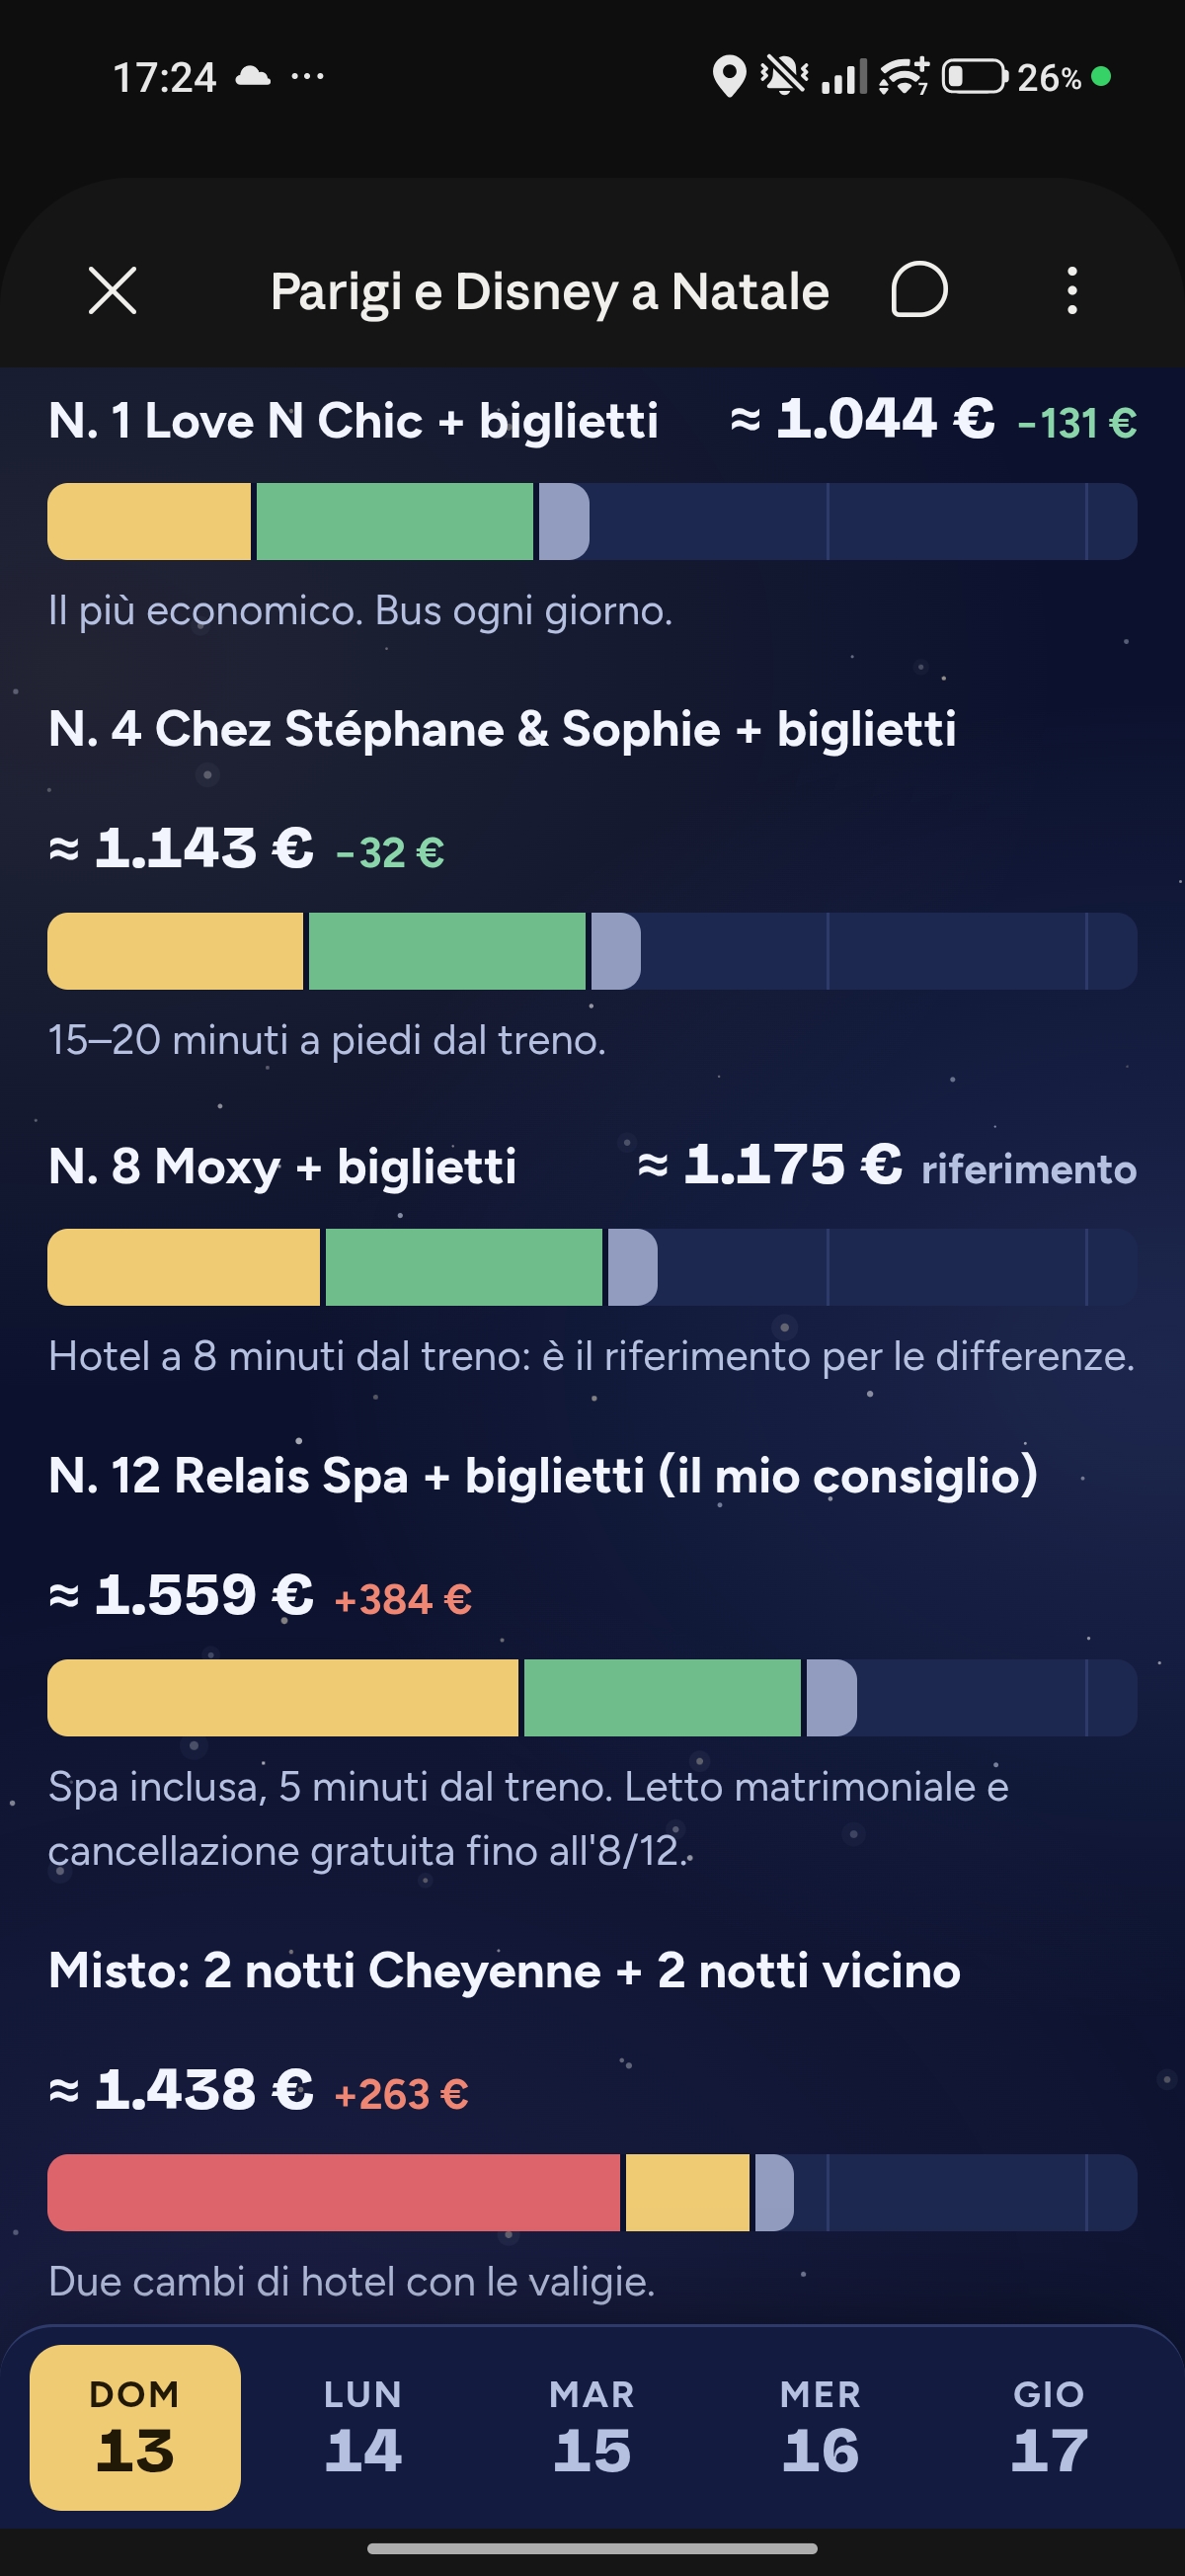 17:24
7
26%
Parigi e Disney a Natale
N. 1 Love N Chic + biglietti ≈ 1.044 € -131 €
Il più economico. Bus ogni giorno.
N. 4 Chez Stéphane & Sophie + biglietti
≈ 1.143 € -32 €
15–20 minuti a piedi dal treno.
N. 8 Moxy + biglietti ≈ 1.175 € riferimento
Hotel a 8 minuti dal treno: è il riferimento per le differenze.
N. 12 Relais Spa + biglietti (il mio consiglio)
≈ 1.559 € +384 €
Spa inclusa, 5 minuti dal treno. Letto matrimoniale e
cancellazione gratuita fino all'8/12.
Misto: 2 notti Cheyenne + 2 notti vicino
≈ 1.438 € +263 €
Due cambi di hotel con le valigie.
DOM LUN MAR MER GIO
13 14 15 16 17